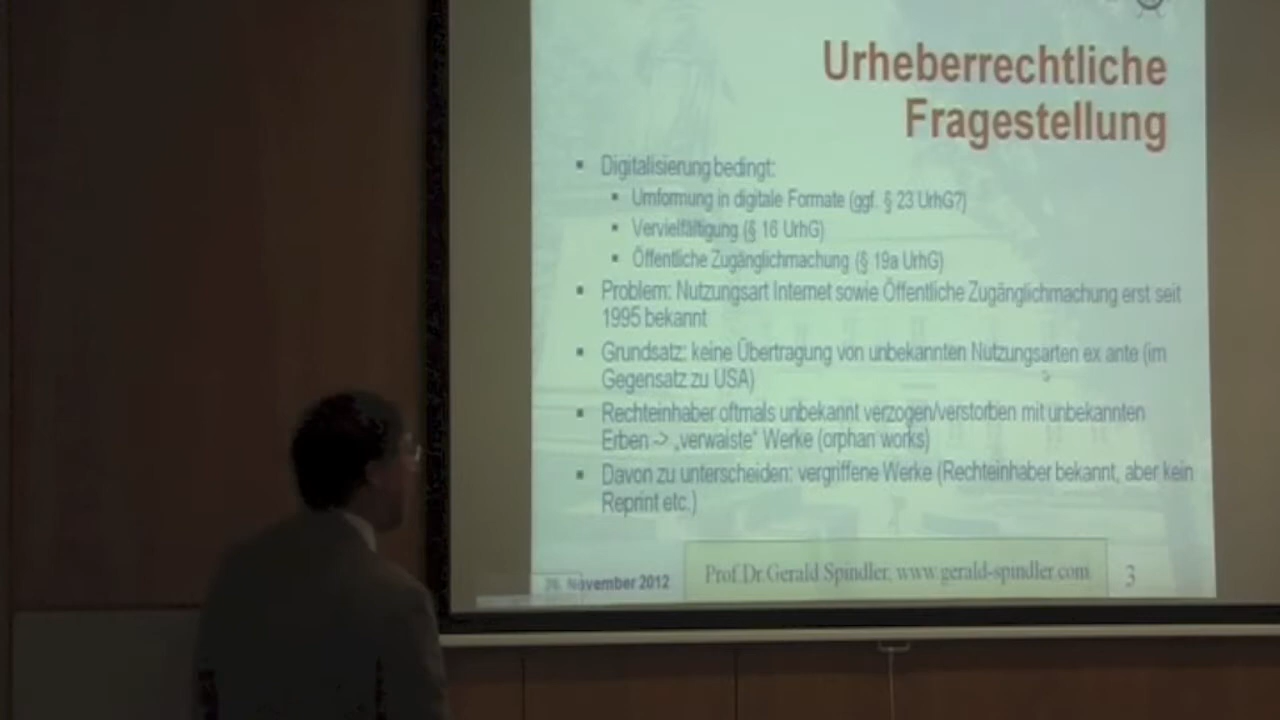 Urheberrechtliche
Fragestellung
▪ Digitalisierung bedingt:
▪ Umformung in digitale Formate (ggf. § 23 UrhG?)
▪ Vervielfältigung (§ 16 UrhG)
▪ Öffentliche Zugänglichmachung (§ 19a UrhG)
▪ Problem: Nutzungsart Internet sowie Öffentliche Zugänglichmachung erst seit
1995 bekannt
▪ Grundsatz: keine Übertragung von unbekannten Nutzungsarten ex ante (im
Gegensatz zu USA)
▪ Rechteinhaber oftmals unbekannt verzogen/verstorben mit unbekannten
Erben -> „verwaiste“ Werke (orphan works)
▪ Davon zu unterscheiden: vergriffene Werke (Rechteinhaber bekannt, aber kein
Reprint etc.)
November 2012
Prof.Dr.Gerald Spindler, www.gerald-spindler.com
3